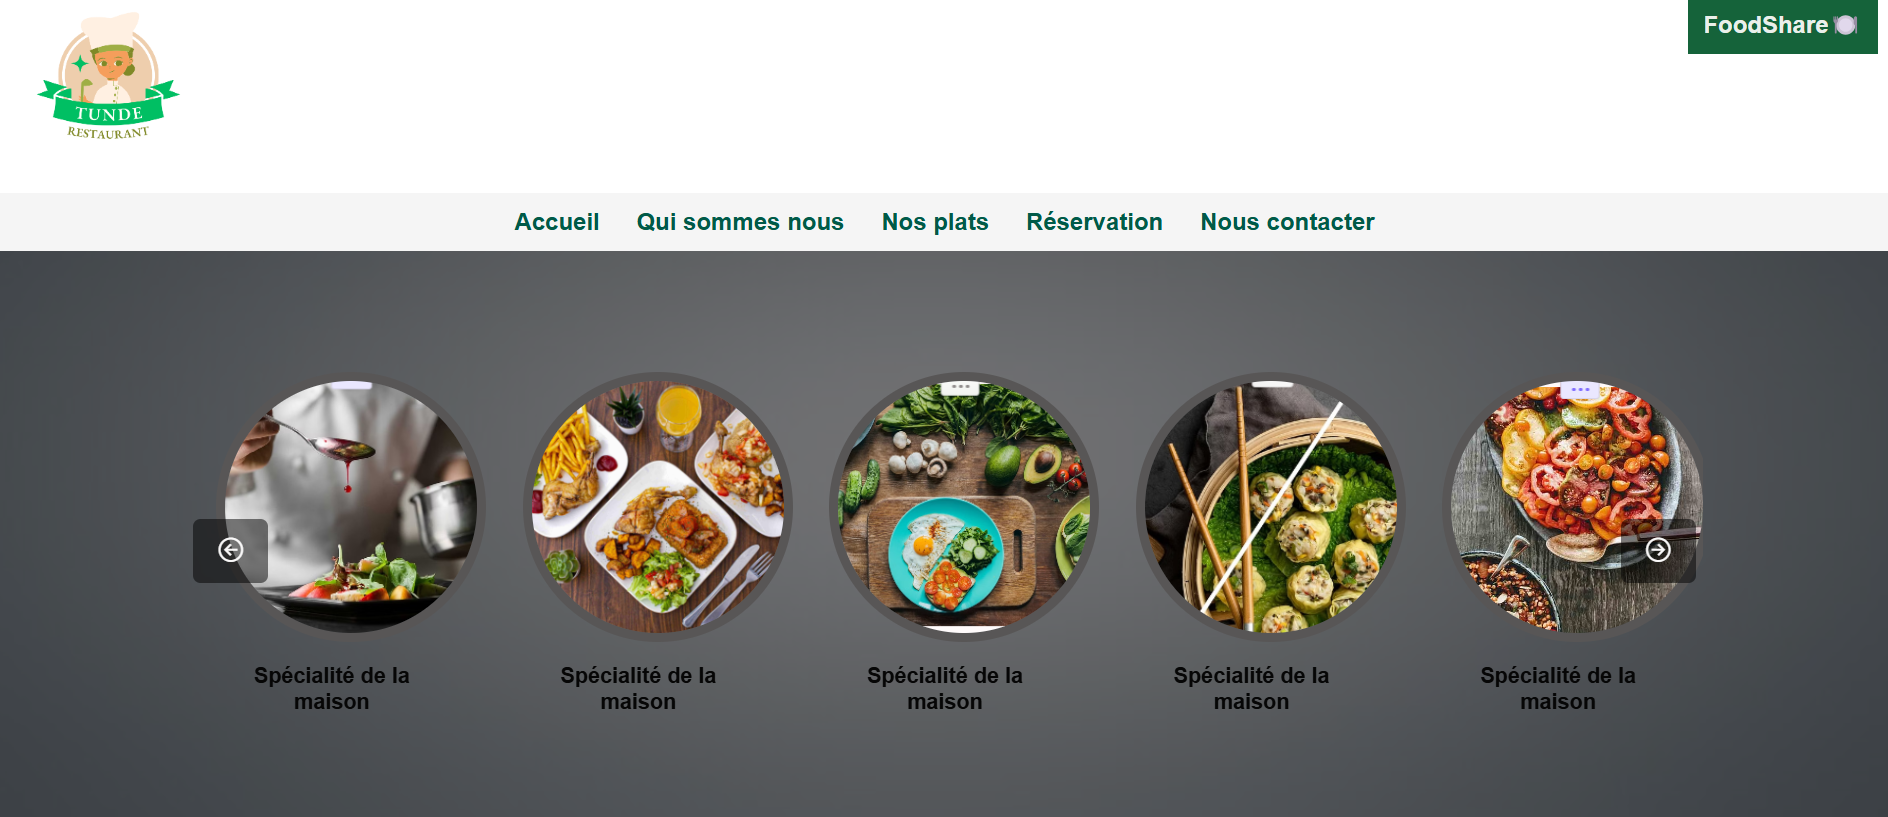 TUNDE
RESTAURANT
FoodShare
Accueil
Qui sommes nous
Nos plats
Réservation
Nous contacter
Spécialité de la
maison
Spécialité de la
maison
Spécialité de la
maison
Spécialité de la
maison
Spécialité de la
maison